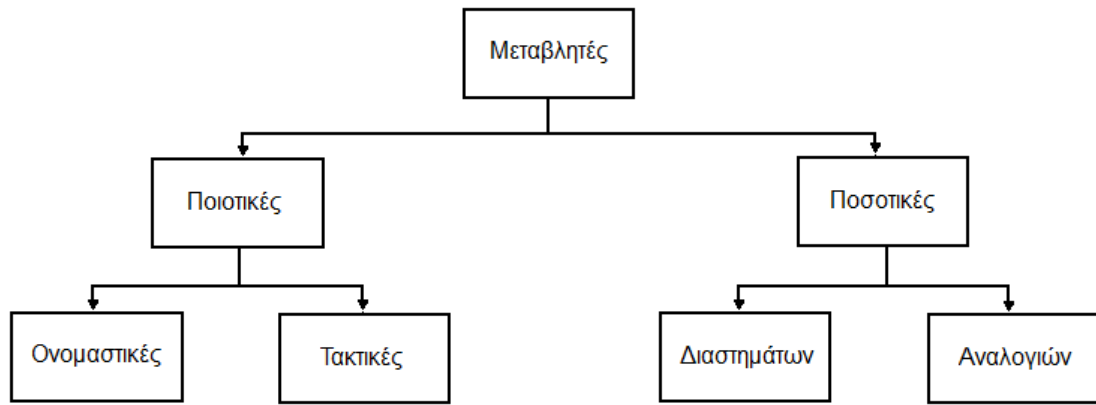 Μεταβλητές
Ποιοτικές
Ποσοτικές
Ονομαστικές
Τακτικές
Διαστημάτων
Αναλογιών